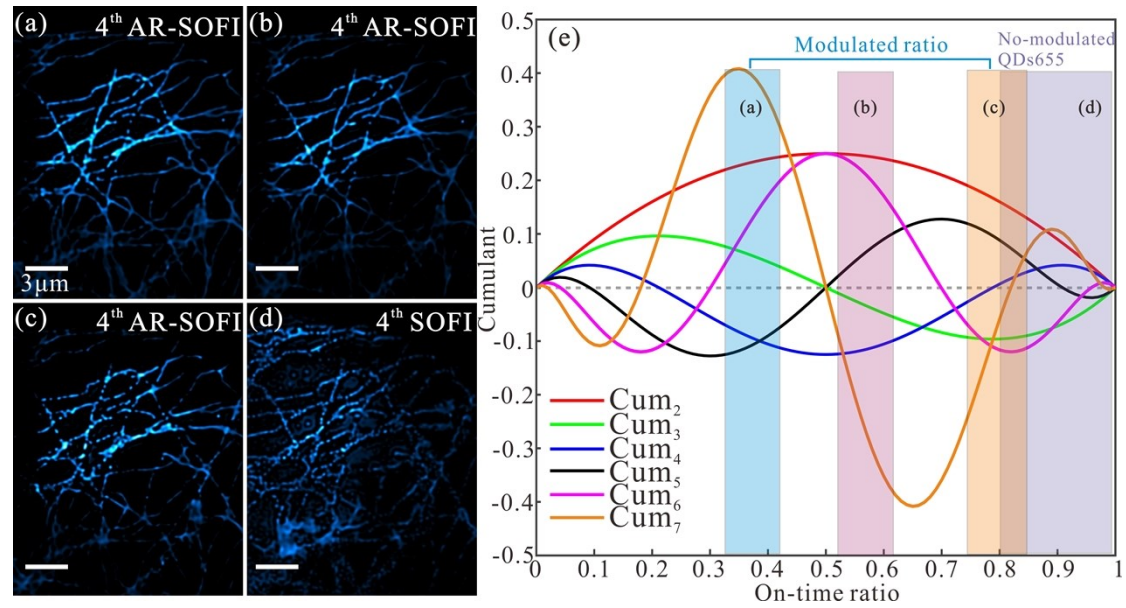 (a) 4th AR-SOFI
3μm
(b) 4th AR-SOFI
(c) 4th AR-SOFI
(d) 4th SOFI
(e)
Modulated ratio
No-modulated
QDs655
(a) (b) (c) (d)
Cumulant
0.5
0.4
0.3
0.2
0.1
0
-0.1
-0.2
-0.3
-0.4
-0.5
Cum2
Cum3
Cum4
Cum5
Cum6
Cum7
0 0.1 0.2 0.3 0.4 0.5 0.6 0.7 0.8 0.9 1
On-time ratio